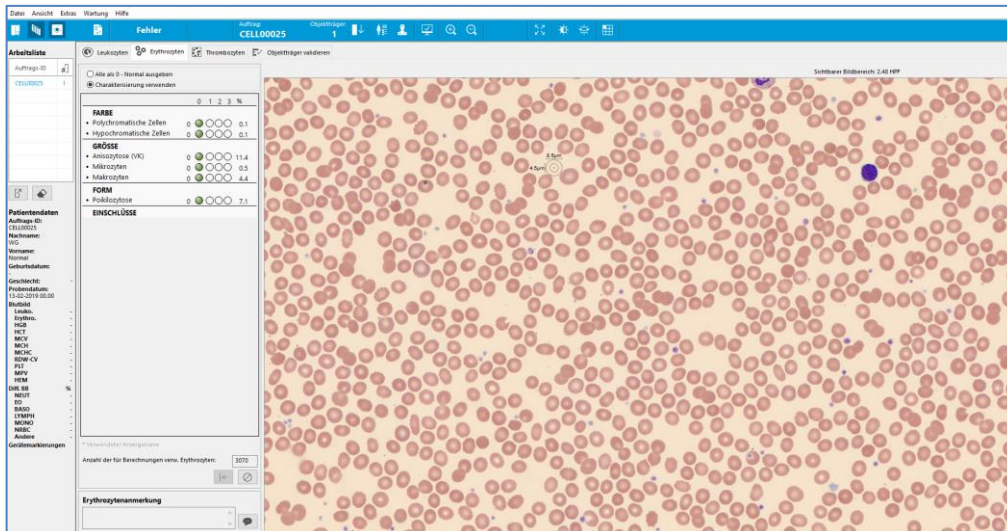 Datei Ansicht Extras Wartung Hilfe
Fehler
Auftrag:
CELL00025
Objektträger:
1
Arbeitsliste
Auftrags-ID
CELL00025 1
Leukozyten Erythrozyten Thrombozyten Objektträger validieren
Alle als 0 - Normal ausgeben
Charakterisierung verwenden
0 1 2 3 %
FARBE
• Polychromatische Zellen 0 0.1
• Hypochromatische Zellen 0 0.1
GRÖSSE
• Anisozytose (VK) 0 11.4
• Mikrozyten 0 0.5
• Makrozyten 0 4.4
FORM
• Poikilozytose 0 7.1
EINSCHLÜSSE
Sichtbarer Bildbereich: 2.48 HPF
Patientendaten
Auftrags-ID:
CELL00025
Nachname:
WG
Vorname:
Normal
Geburtsdatum:
-
Geschlecht: -
Probendatum:
13-02-2019 00.00
Blutbild
Leuko. -
Erythro. -
HGB -
HCT -
MCV -
MCH -
MCHC -
RDW-CV -
PLT -
MPV -
HEM -
Diff. BB %
NEUT -
EO -
BASO -
LYMPH -
MONO -
NRBC -
Andere -
Gerätemarkierungen
Anzahl der für Berechnungen verw. Erythrozyten: 3070
Erythrozytenanmerkung